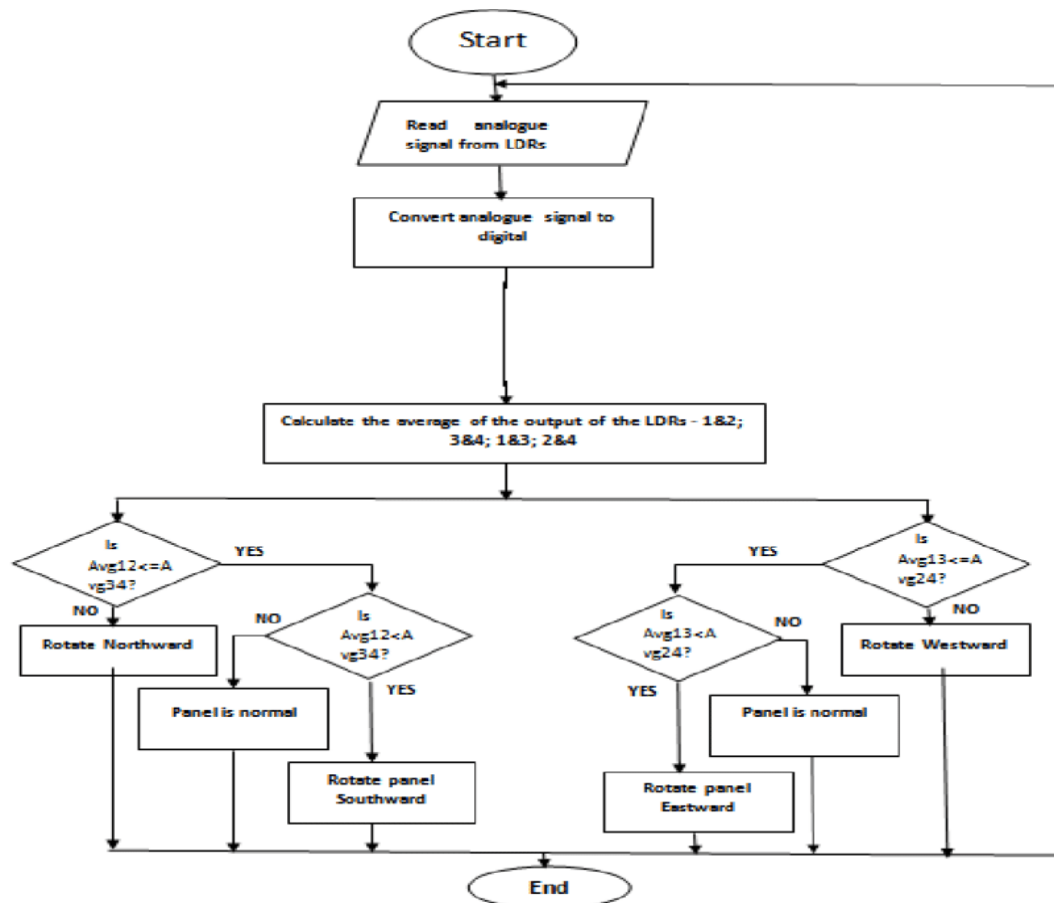 Start
Read analogue
signal from LDRs
Convert analogue signal to
digital
Calculate the average of the output of the LDRs - 1&2;
3&4; 1&3; 2&4
Is
Avg12<=A
vg34?
YES
NO
Rotate Northward
Is
Avg12<A
vg34?
NO
YES
Panel is normal
Rotate panel
Southward
Is
Avg13<=A
vg24?
YES
NO
Rotate Westward
Is
Avg13<A
vg24?
NO
YES
Panel is normal
Rotate panel
Eastward
End